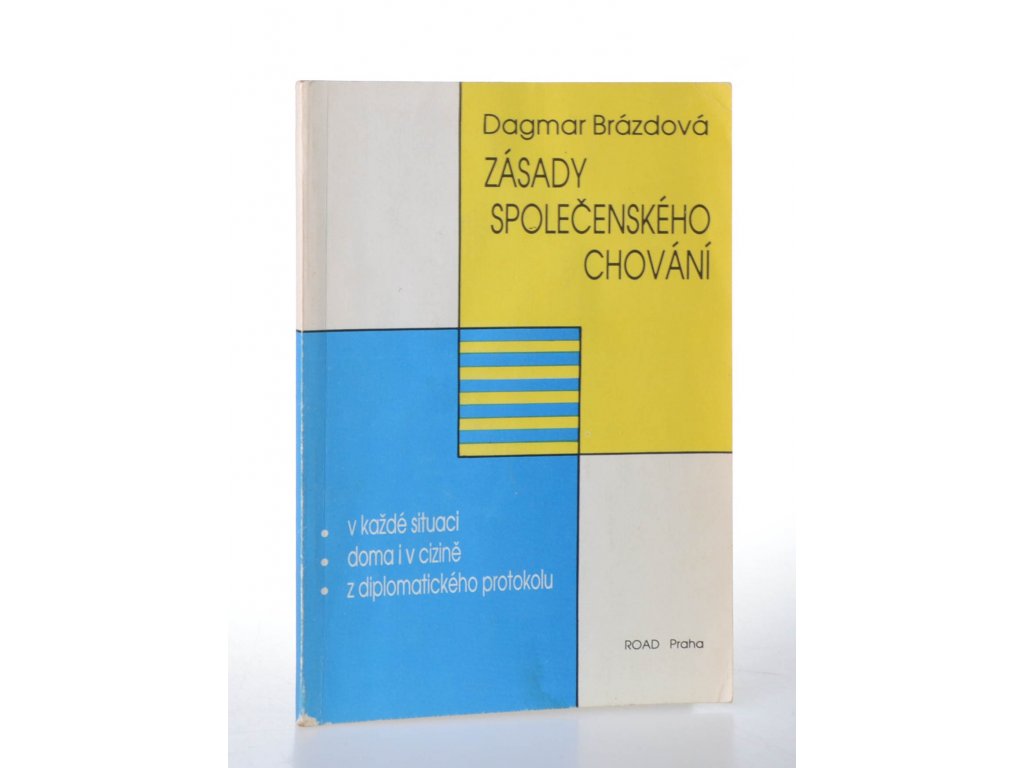 Dagmar Brázdová
ZÁSADY
SPOLEČENSKÉHO
CHOVÁNÍ
• v každé situaci
• doma i v cizině
• z diplomatického protokolu
ROAD Praha